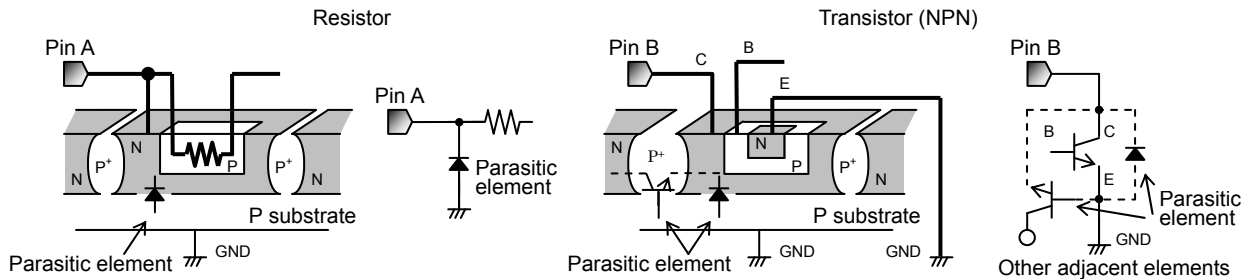 Resistor
Transistor (NPN)
Pin A
Pin B
C
B
E
Pin B
Pin A
N
N
P+
P
P+
N
Parasitic
element
P substrate
Parasitic element
GND
N
P+
N
P
P+
N
P substrate
Parasitic element
GND
GND
B
C
E
Parasitic
element
GND
Other adjacent elements